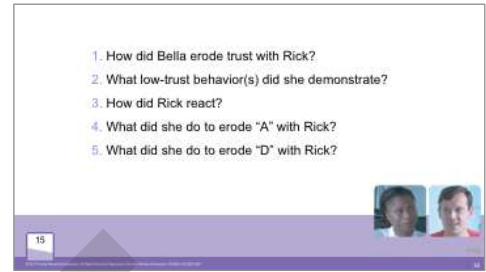 1. How did Bella erode trust with Rick?
2. What low-trust behavior(s) did she demonstrate?
3. How did Rick react?
4. What did she do to erode “A” with Rick?
5. What did she do to erode “D” with Rick?
15